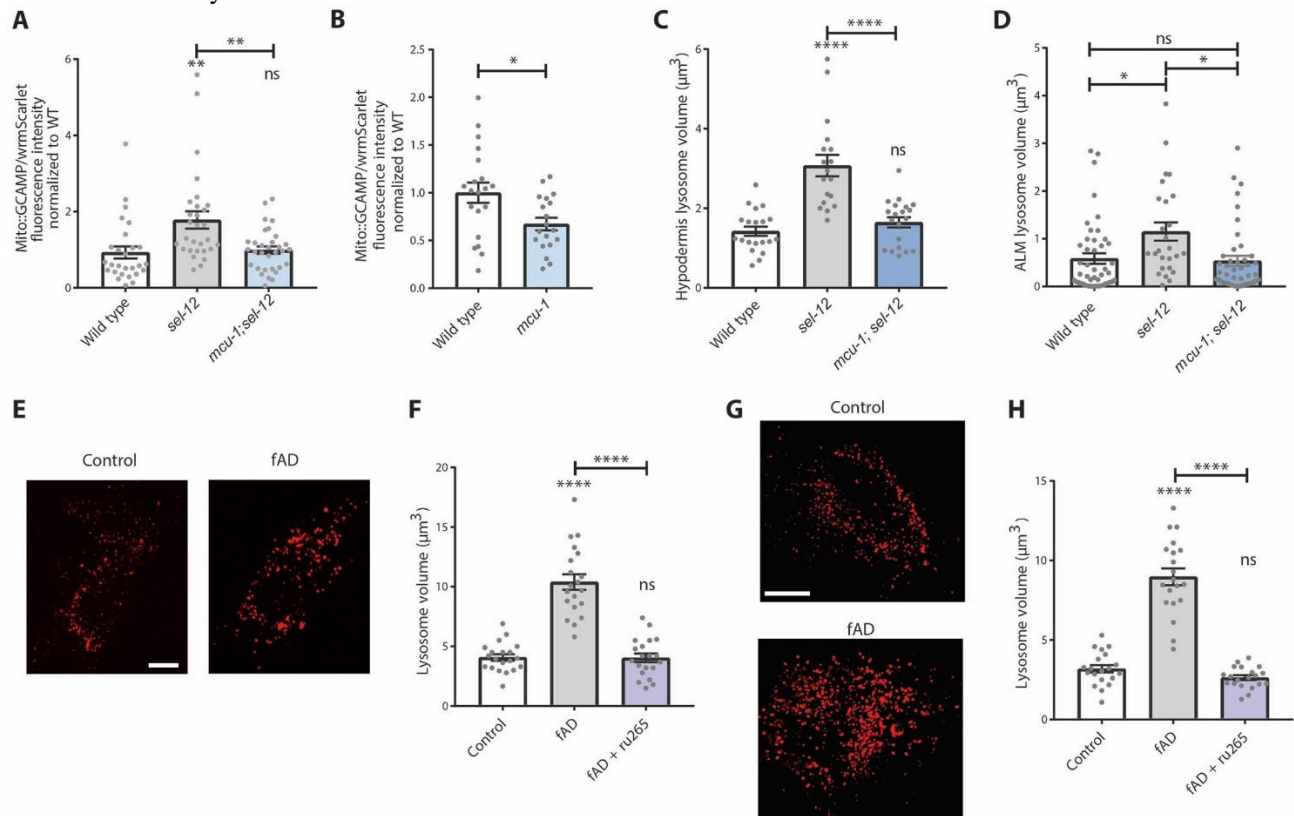 A
Mito::GCAMP/wrmScarlet
fluorescence intensity
normalized to WT
6
4
2
0
**
**
ns
Wild type
sel-12
mcu-1;sel-12
B
Mito::GCAMP/wrmScarlet
fluorescence intensity
normalized to WT
2.5
2.0
1.5
1.0
0.5
0.0
*
Wild type
mcu-1
C
Hypodermis lysosome volume (µm³)
8
6
4
2
0
****
****
ns
Wild type
sel-12
mcu-1; sel-12
D
ALM lysosome volume (µm³)
5
4
3
2
1
0
ns
*
*
Wild type
sel-12
mcu-1; sel-12
E
Control
fAD
F
Lysosome volume (µm³)
20
15
10
5
0
****
****
ns
Control
fAD
fAD + ru265
G
Control
fAD
H
Lysosome volume (µm³)
15
10
5
0
****
****
ns
Control
fAD
fAD + ru265